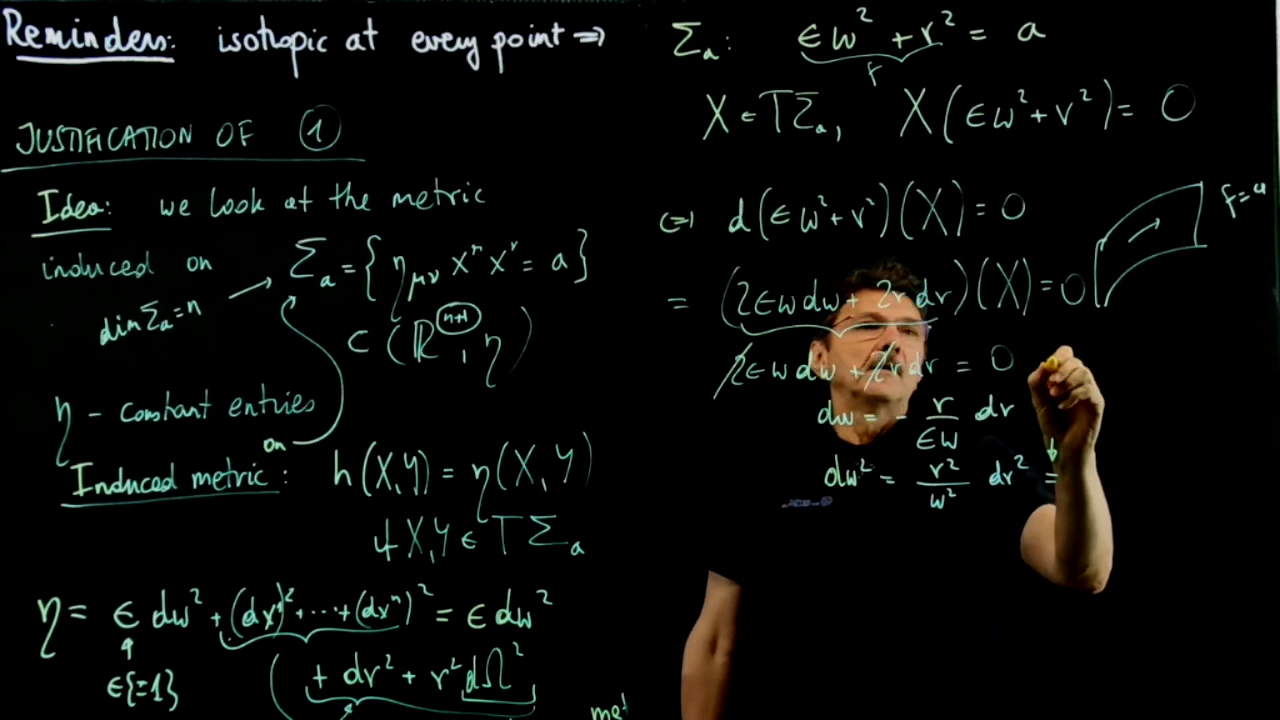 Reminders: isotropic at every point ⇒
JUSTIFICATION OF ①
Idea: we look at the metric
induced on Σₐ = { η_μν x^μ x^ν = a }
dim Σₐ = n
⊂ (ℝ^(n+1), η)
η - constant entries
on
Induced metric: h(X,Y) = η(X,Y)
∀ X,Y ∈ TΣₐ
η = ϵ dw² + (dx¹)² + ... + (dxⁿ)² = ϵ dw²
ϵ{±1}
+ dr² + r² dΩ²
met
Σₐ: ϵw² + r² = a
f
X ∈ TΣₐ, X(ϵw² + r²) = 0
⇔ d(ϵw² + r²)(X) = 0
f = a
= (2ϵw dw + 2r dr)(X) = 0
2ϵw dw + 2r dr = 0
dw = - r/ϵw dr
dw² = r²/w² dr² =